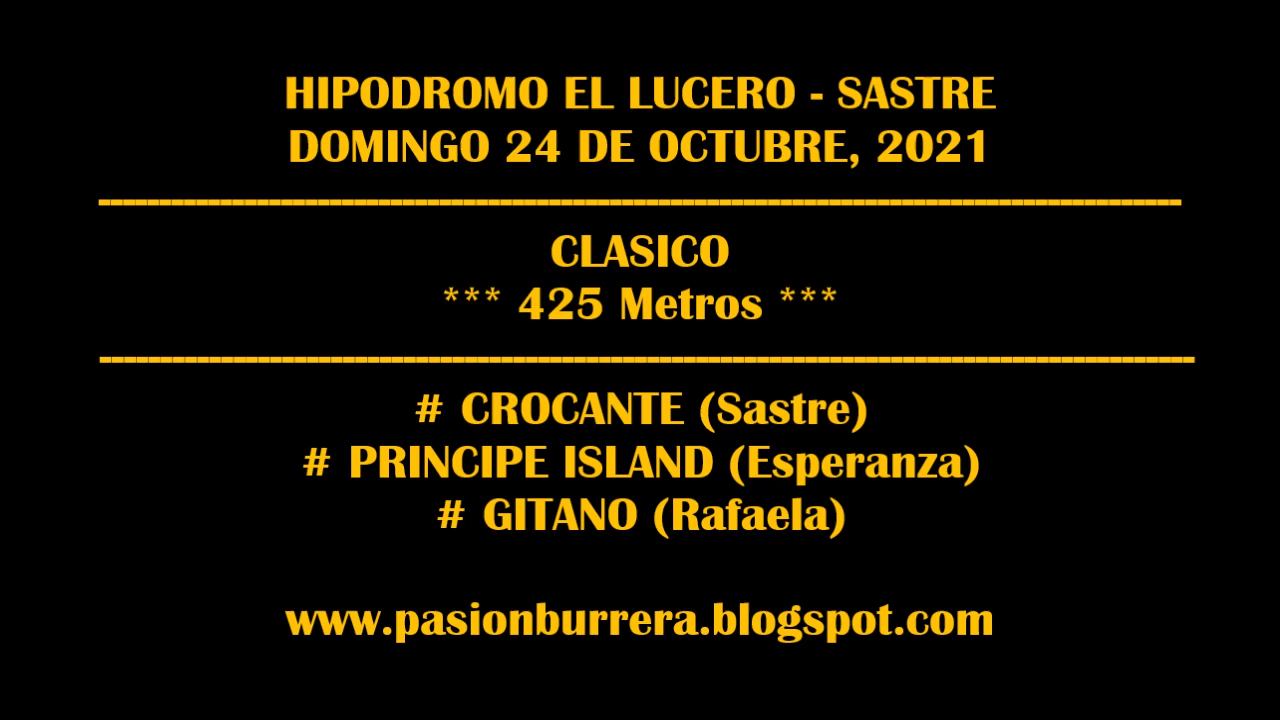 HIPODROMO EL LUCERO - SASTRE
DOMINGO 24 DE OCTUBRE, 2021
------------------------------------------------------------------------------------------
CLASICO
*** 425 Metros ***
-------------------------------------------------------------------------------------------
# CROCANTE (Sastre)
# PRINCIPE ISLAND (Esperanza)
# GITANO (Rafaela)
www.pasionburrera.blogspot.com